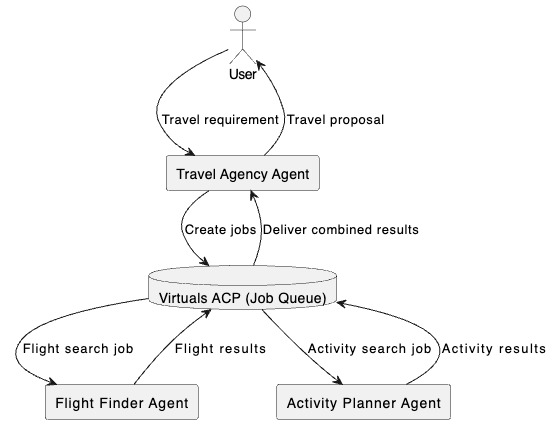 User
Travel requirement
Travel proposal
Travel Agency Agent
Create jobs
Deliver combined results
Virtuals ACP (Job Queue)
Flight search job
Flight results
Activity search job
Activity results
Flight Finder Agent
Activity Planner Agent